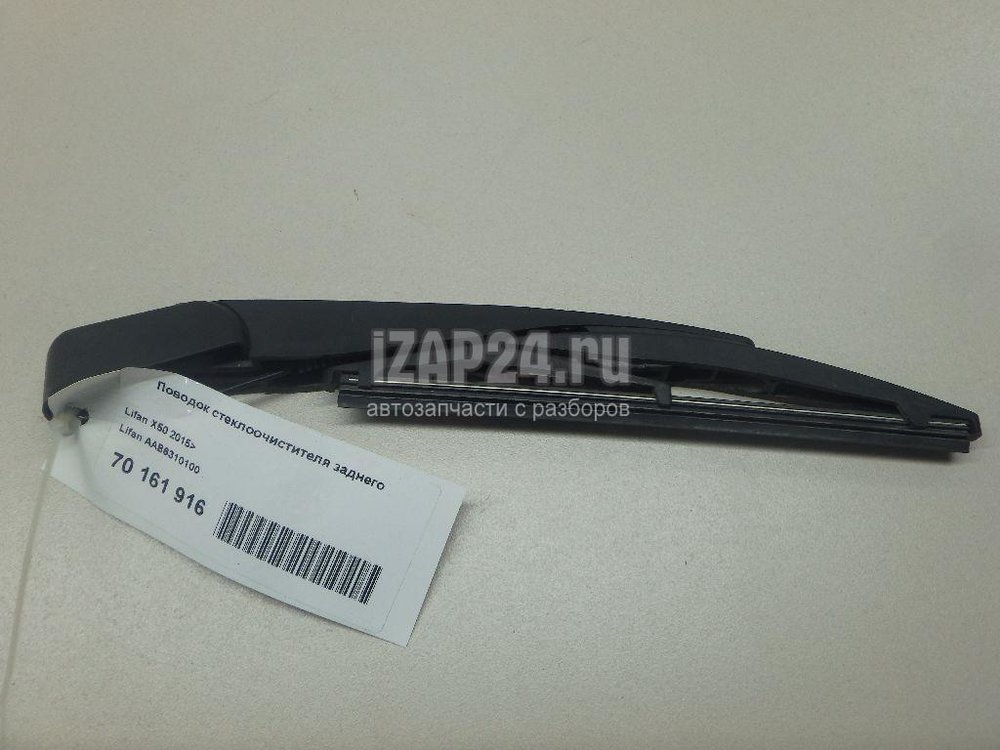 iZAP24.ru
автозапчасти с разборов
Поводок стеклоочистителя заднего
Lifan X50 2015>
Lifan AAB6310100
70 161 916